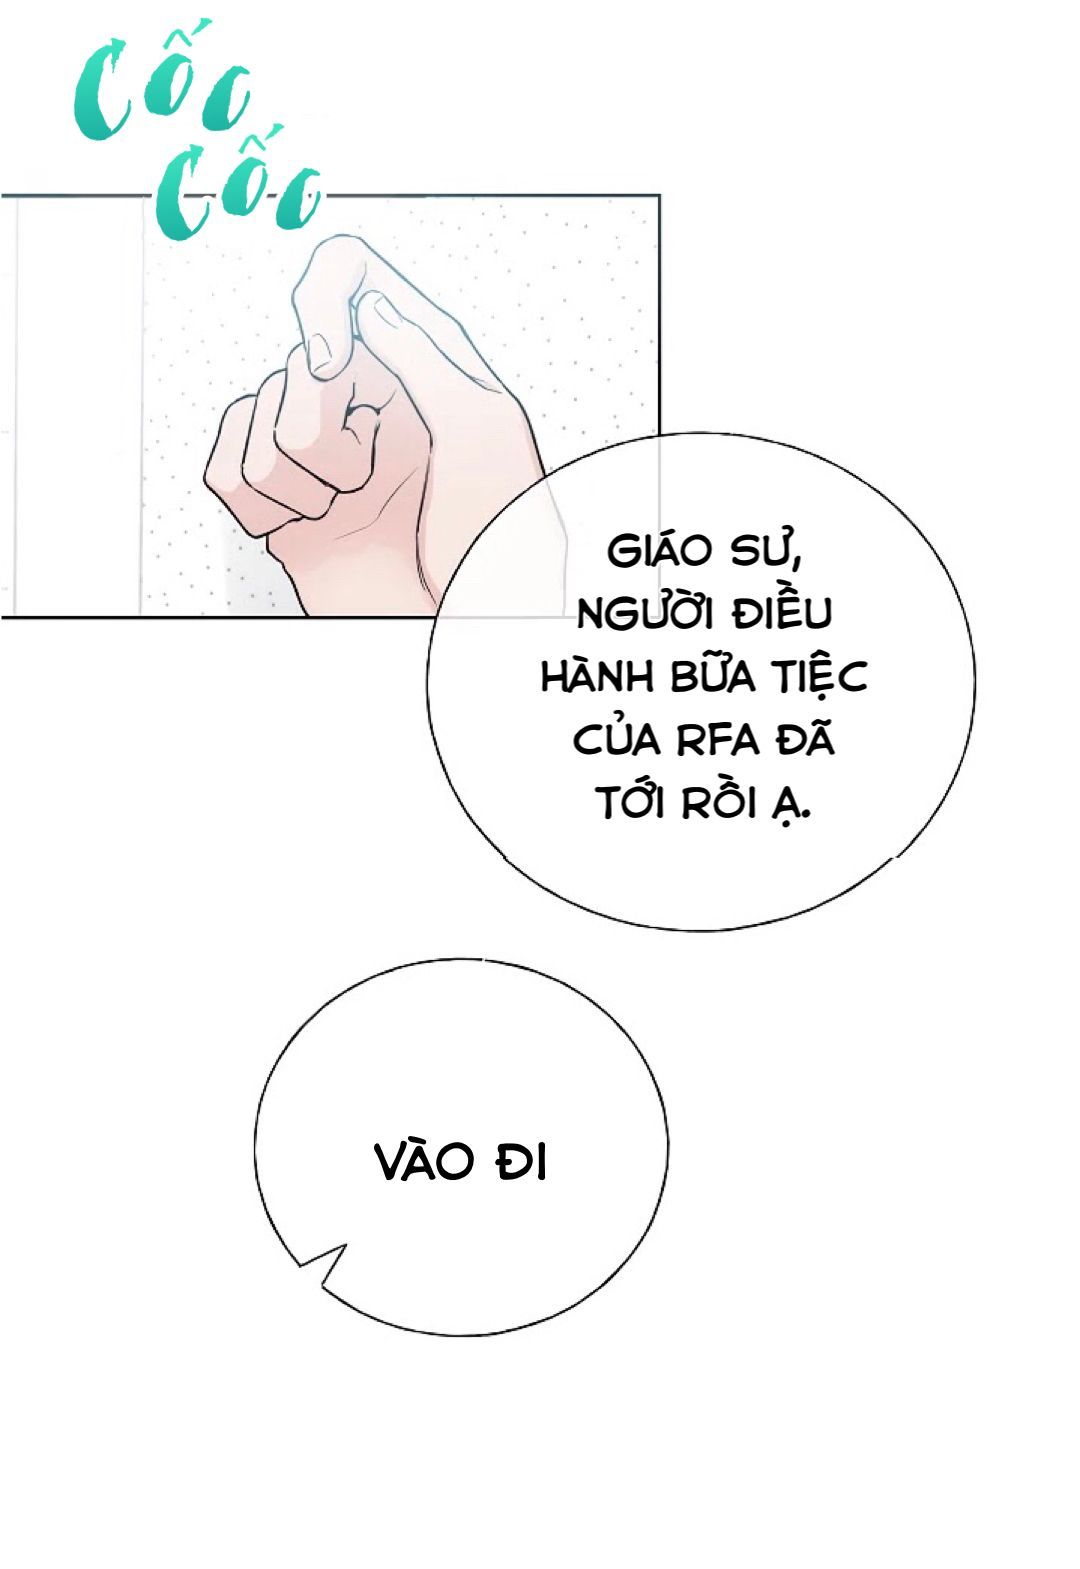 Cốc
Cốc
GIÁO SƯ,
NGƯỜI ĐIỀU
HÀNH BỮA TIỆC
CỦA RFA ĐÃ
TỚI RỒI Ạ.
VÀO ĐI